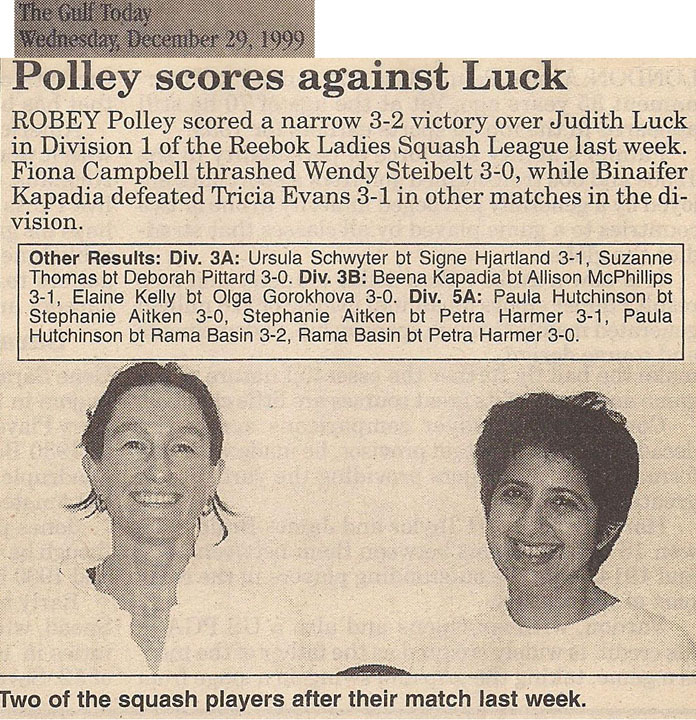 The Gulf Today
Wednesday, December 29, 1999
Polley scores against Luck
ROBEY Polley scored a narrow 3-2 victory over Judith Luck
in Division 1 of the Reebok Ladies Squash League last week.
Fiona Campbell thrashed Wendy Steibelt 3-0, while Binaifer
Kapadia defeated Tricia Evans 3-1 in other matches in the di-
vision.
Other Results: Div. 3A: Ursula Schwyter bt Signe Hjartland 3-1, Suzanne
Thomas bt Deborah Pittard 3-0. Div. 3B: Beena Kapadia bt Allison McPhillips
3-1, Elaine Kelly bt Olga Gorokhova 3-0. Div. 5A: Paula Hutchinson bt
Stephanie Aitken 3-0, Stephanie Aitken bt Petra Harmer 3-1, Paula
Hutchinson bt Rama Basin 3-2, Rama Basin bt Petra Harmer 3-0.
Two of the squash players after their match last week.